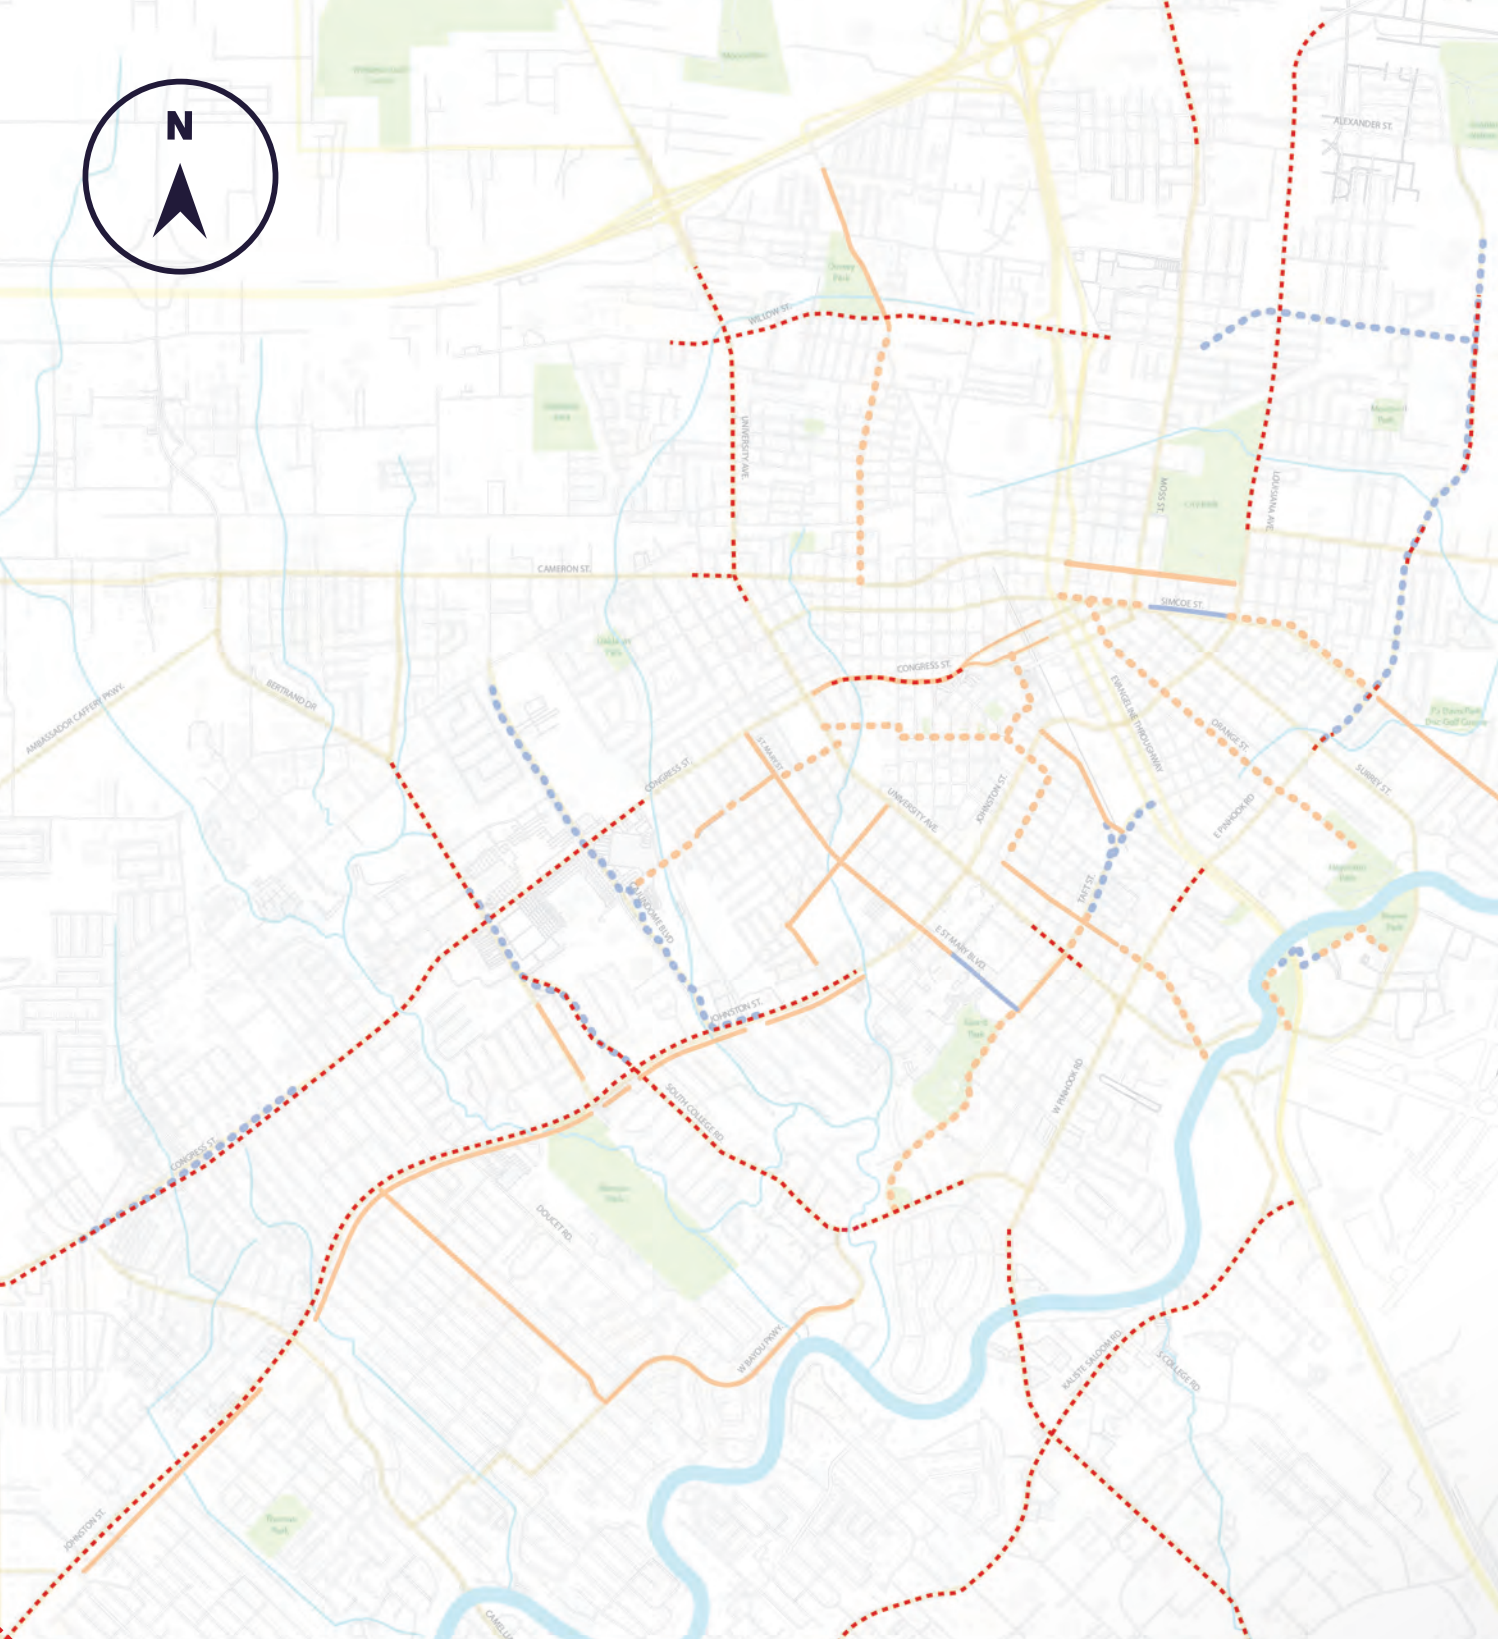 N
ALEXANDER ST.
WILLOW ST.
UNIVERSITY AVE.
MOSS ST.
LOUISIANA AVE.
CAMERON ST.
SIMCOE ST.
CONGRESS ST.
BERTRAND DR
AMBASSADOR CAFFERY PKWY.
EVANGELINE THROUGHWAY
ORANGE ST.
ST. MARY ST.
CONGRESS ST.
SURREY ST.
JOHNSTON ST.
UNIVERSITY AVE.
E PINHOOK RD
TAFT ST.
E ST MARY BLVD.
JOHNSTON ST.
W PINHOOK RD
SOUTH COLLEGE RD
CONGRESS ST.
DOUCET RD.
W BAYOU PKWY.
KALISTE SALOOM RD.
S COLLEGE RD
JOHNSTON ST.